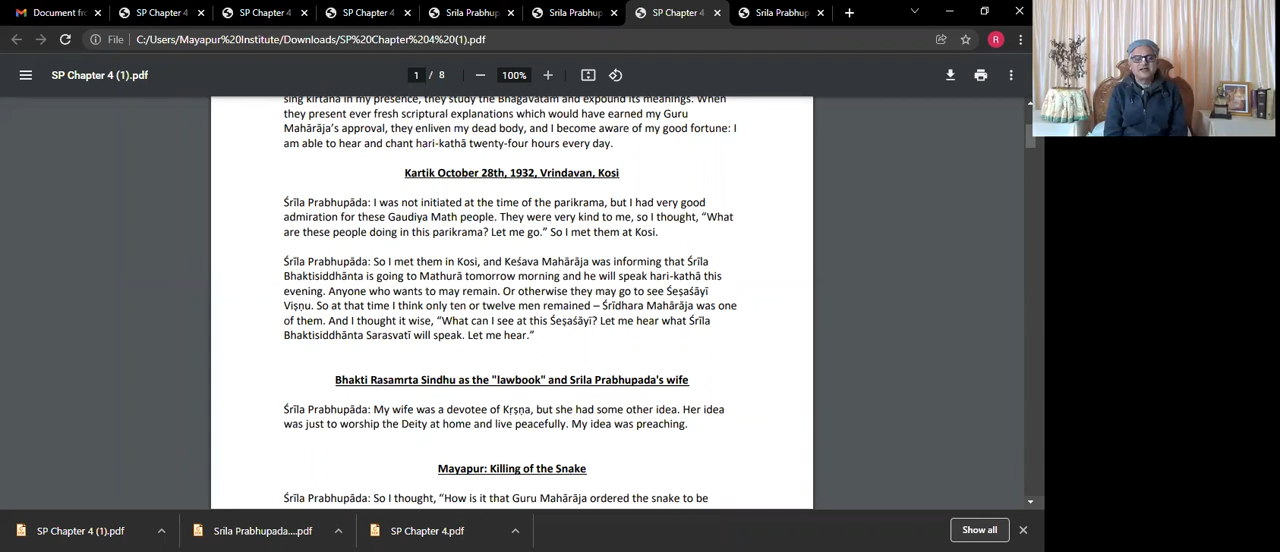 Document fro
SP Chapter 4
SP Chapter 4
SP Chapter 4
Srila Prabhup
Srila Prabhup
SP Chapter 4
Srila Prabhup
File
C:/Users/Mayapur%20Institute/Downloads/SP%20Chapter%204%20(1).pdf
R
SP Chapter 4 (1).pdf
1 / 8
100%
sing kirtana in my presence, they study the Bhagavatam and expound its meanings. When
they present ever fresh scriptural explanations which would have earned my Guru
Mahārāja's approval, they enliven my dead body, and I become aware of my good fortune: I
am able to hear and chant hari-kathā twenty-four hours every day.
Kartik October 28th, 1932, Vrindavan, Kosi
Śrīla Prabhupāda: I was not initiated at the time of the parikrama, but I had very good
admiration for these Gaudiya Math people. They were very kind to me, so I thought, “What
are these people doing in this parikrama? Let me go.” So I met them at Kosi.
Śrīla Prabhupāda: So I met them in Kosi, and Keśava Mahārāja was informing that Śrīla
Bhaktisiddhānta is going to Mathurā tomorrow morning and he will speak hari-kathā this
evening. Anyone who wants to may remain. Or otherwise they may go to see Śeṣaśāyī
Viṣṇu. So at that time I think only ten or twelve men remained – Śrīdhara Mahārāja was one
of them. And I thought it wise, “What can I see at this Śeṣaśāyī? Let me hear what Śrīla
Bhaktisiddhānta Sarasvatī will speak. Let me hear.”
Bhakti Rasamrta Sindhu as the "lawbook" and Srila Prabhupada's wife
Śrīla Prabhupāda: My wife was a devotee of Kṛṣṇa, but she had some other idea. Her idea
was just to worship the Deity at home and live peacefully. My idea was preaching.
Mayapur: Killing of the Snake
Śrīla Prabhupāda: So I thought, “How is it that Guru Mahārāja ordered the snake to be
SP Chapter 4 (1).pdf
Srila Prabhupada....pdf
SP Chapter 4.pdf
Show all